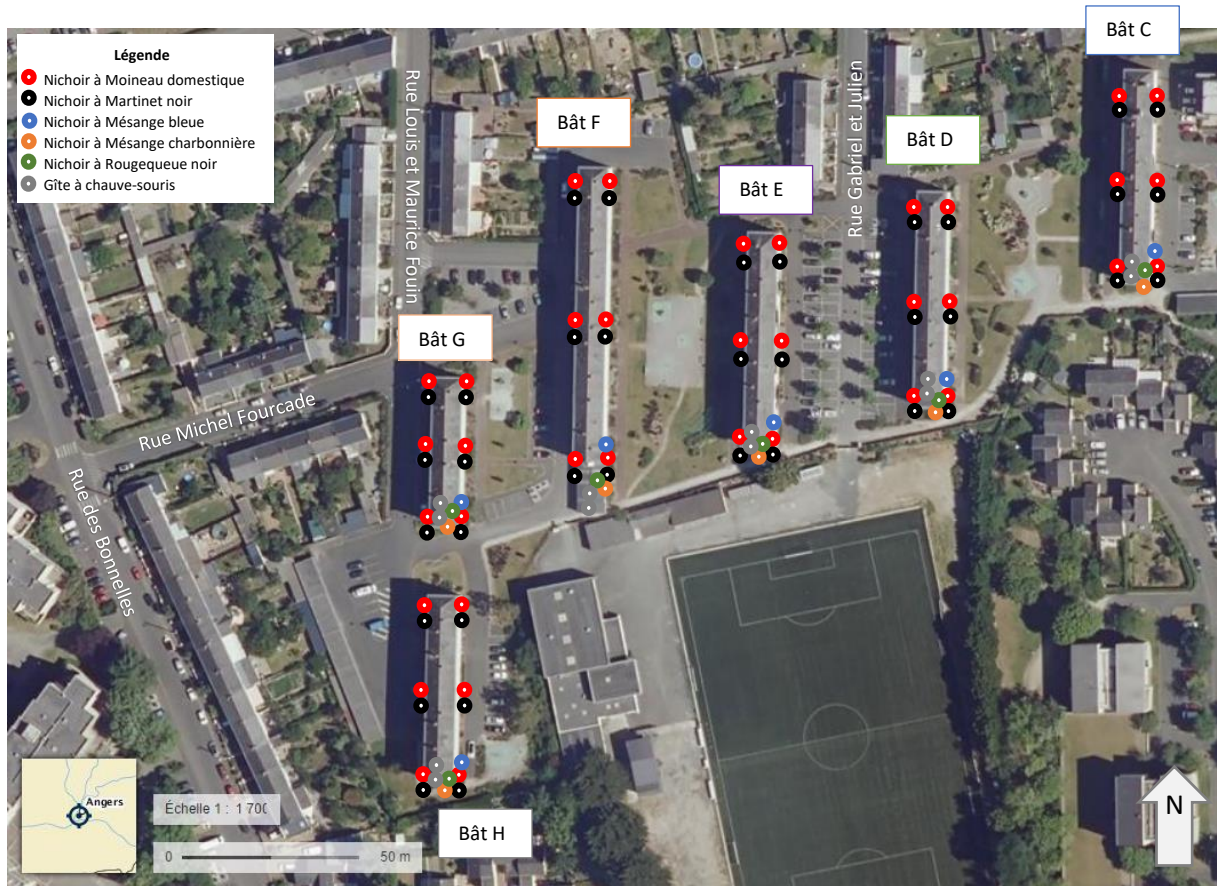 Bât C
Légende
Nichoir à Moineau domestique
Nichoir à Martinet noir
Nichoir à Mésange bleue
Nichoir à Mésange charbonnière
Nichoir à Rougequeue noir
Gîte à chauve-souris
Rue Louis et Maurice Fouin
Bât F
Rue Gabriel et Julien
Bât D
Bât E
Bât G
Rue Michel Fourcade
Rue des Bonnelles
Angers
Échelle 1 : 1 700
0 50 m
Bât H
N